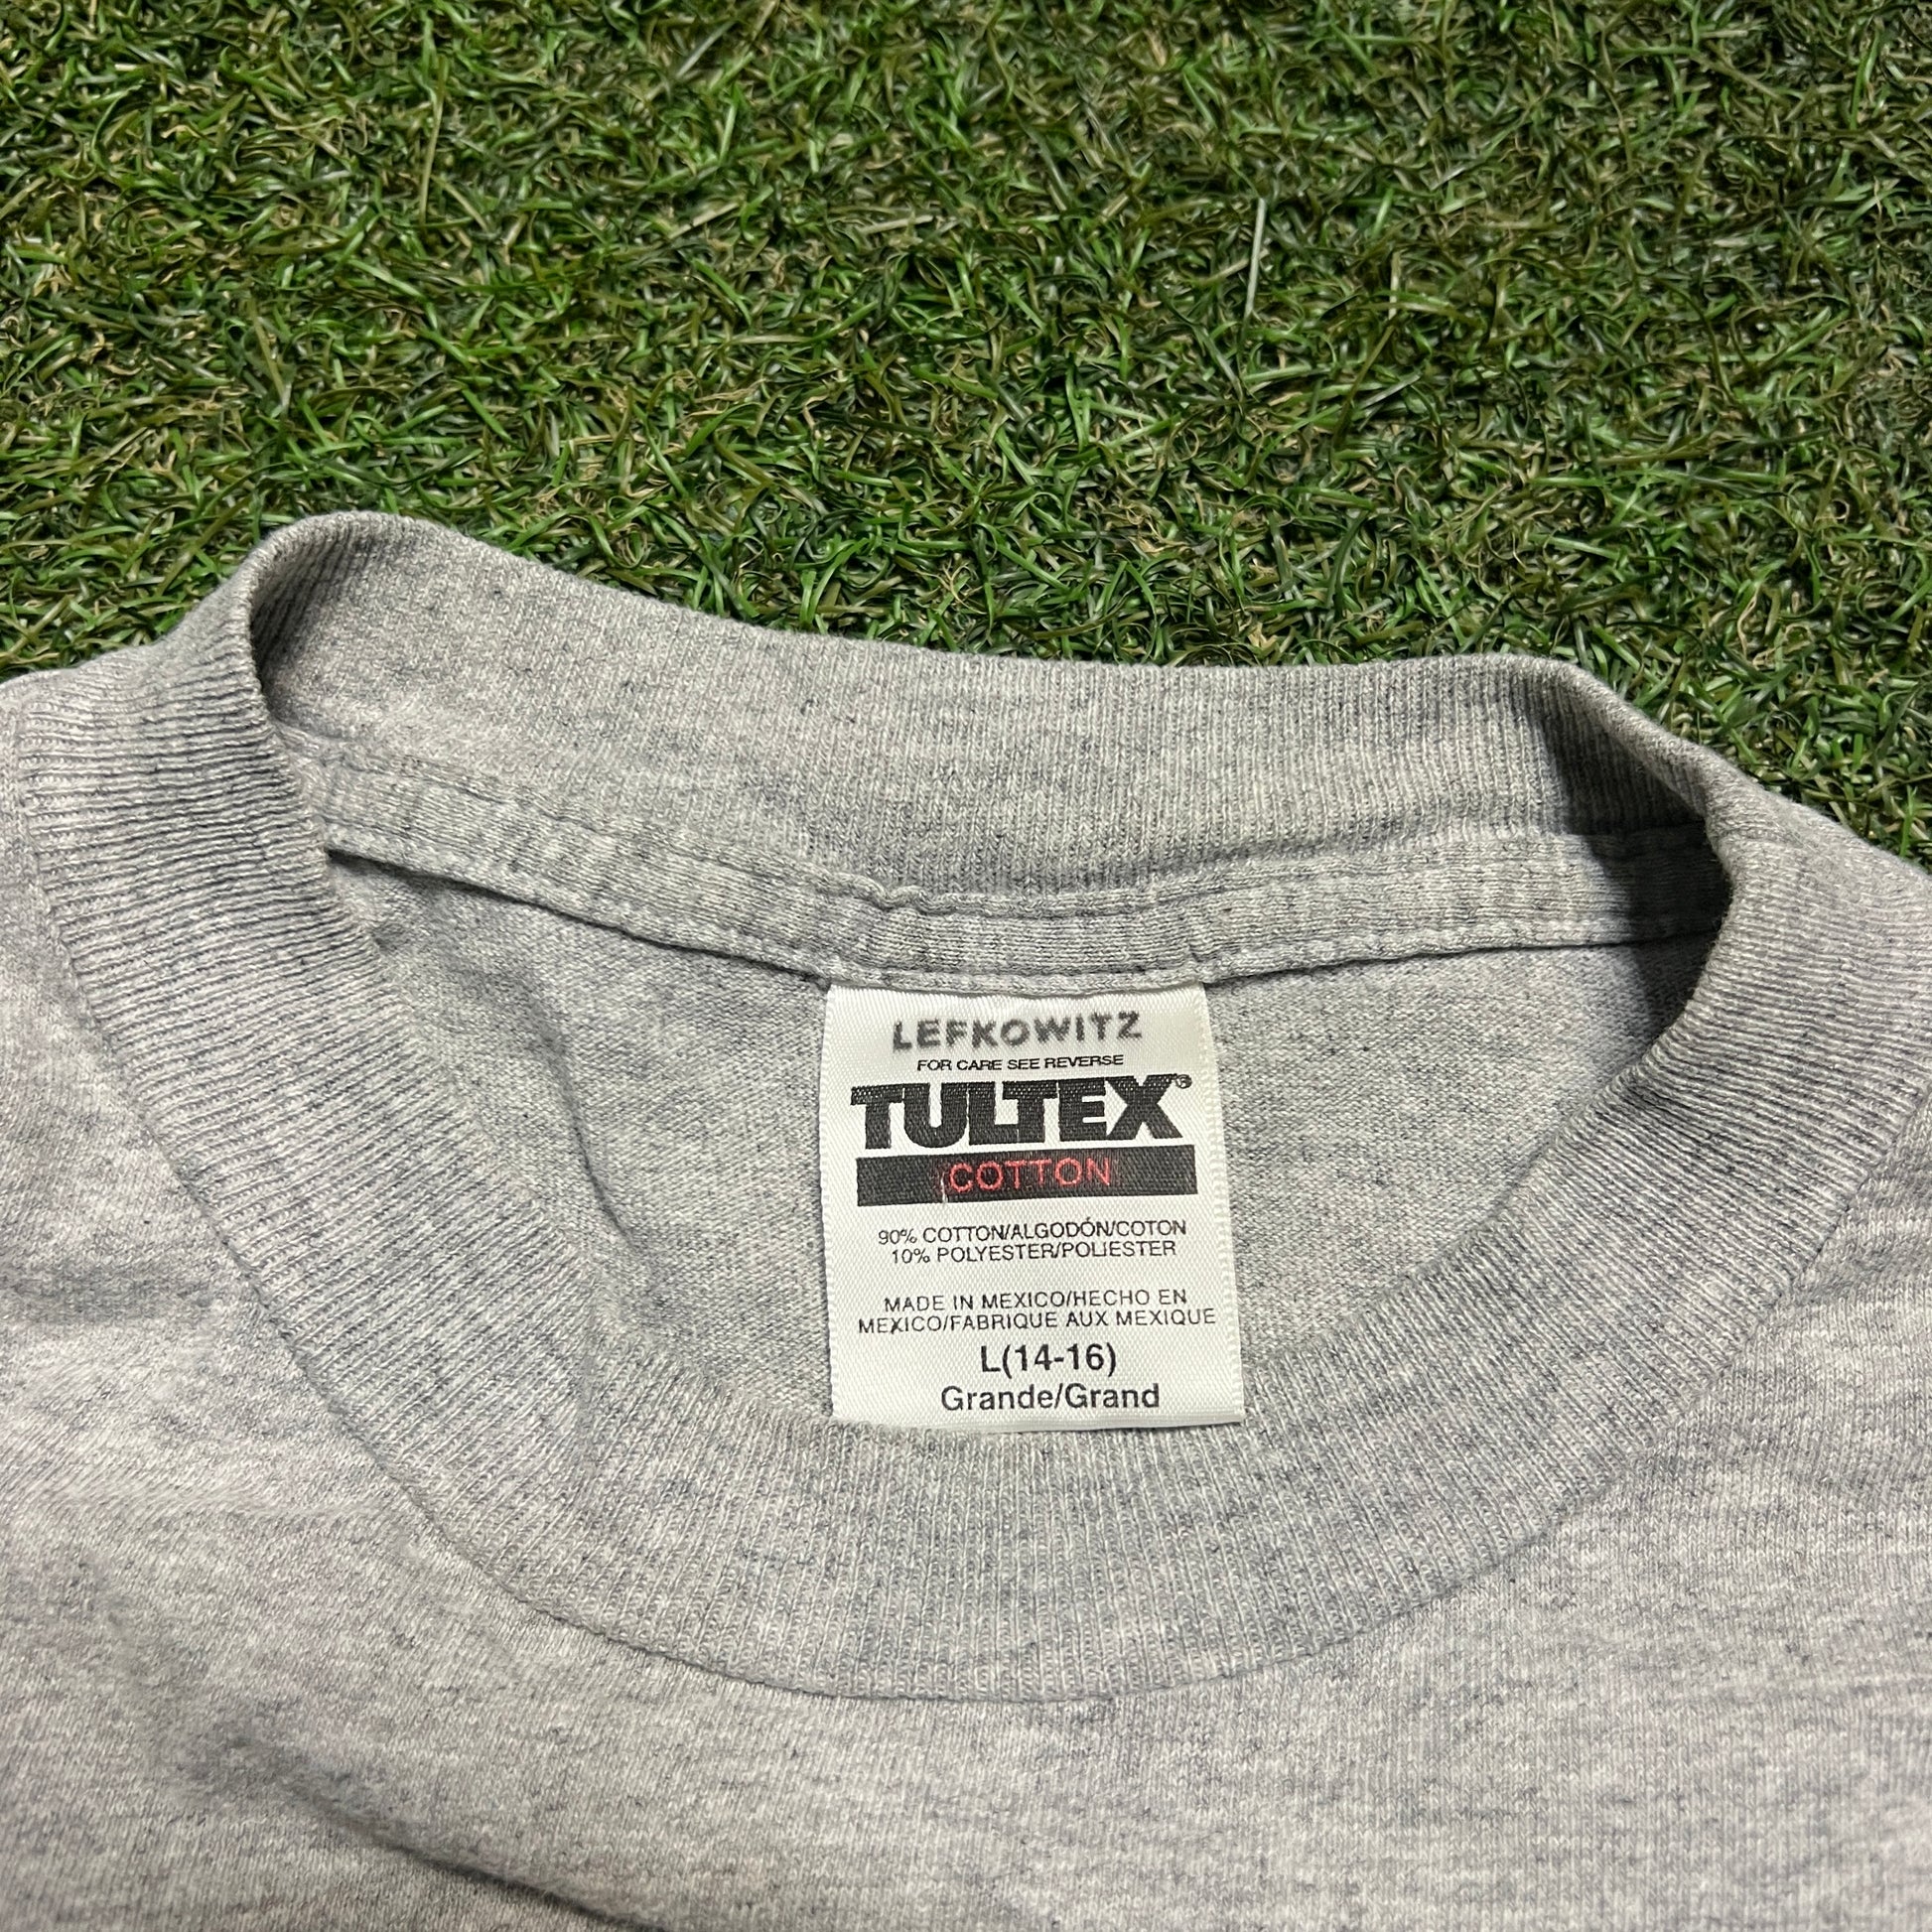 LEFKOWITZ
FOR CARE SEE REVERSE
TULTEX®
COTTON
90% COTTON/ALGODÓN/COTON
10% POLYESTER/POLIESTER
MADE IN MEXICO/HECHO EN
MEXICO/FABRIQUE AUX MEXIQUE
L(14-16)
Grande/Grand